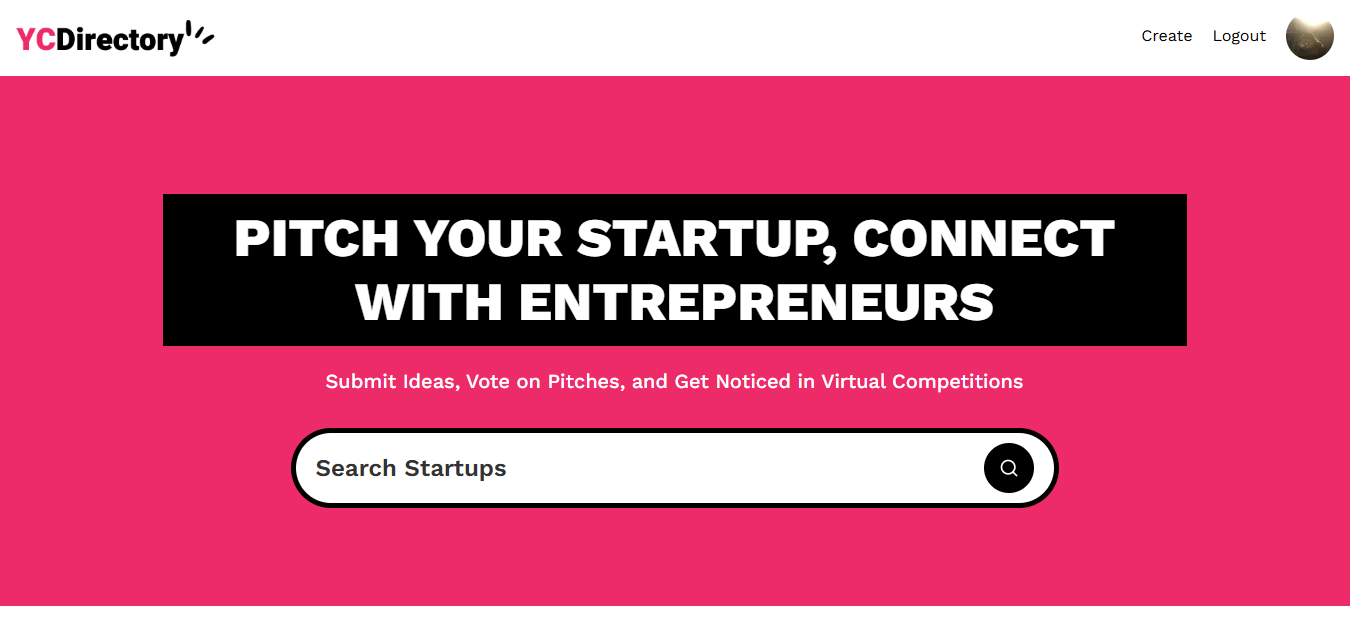 YCDirectory
Create Logout
PITCH YOUR STARTUP, CONNECT
WITH ENTREPRENEURS
Submit Ideas, Vote on Pitches, and Get Noticed in Virtual Competitions
Search Startups